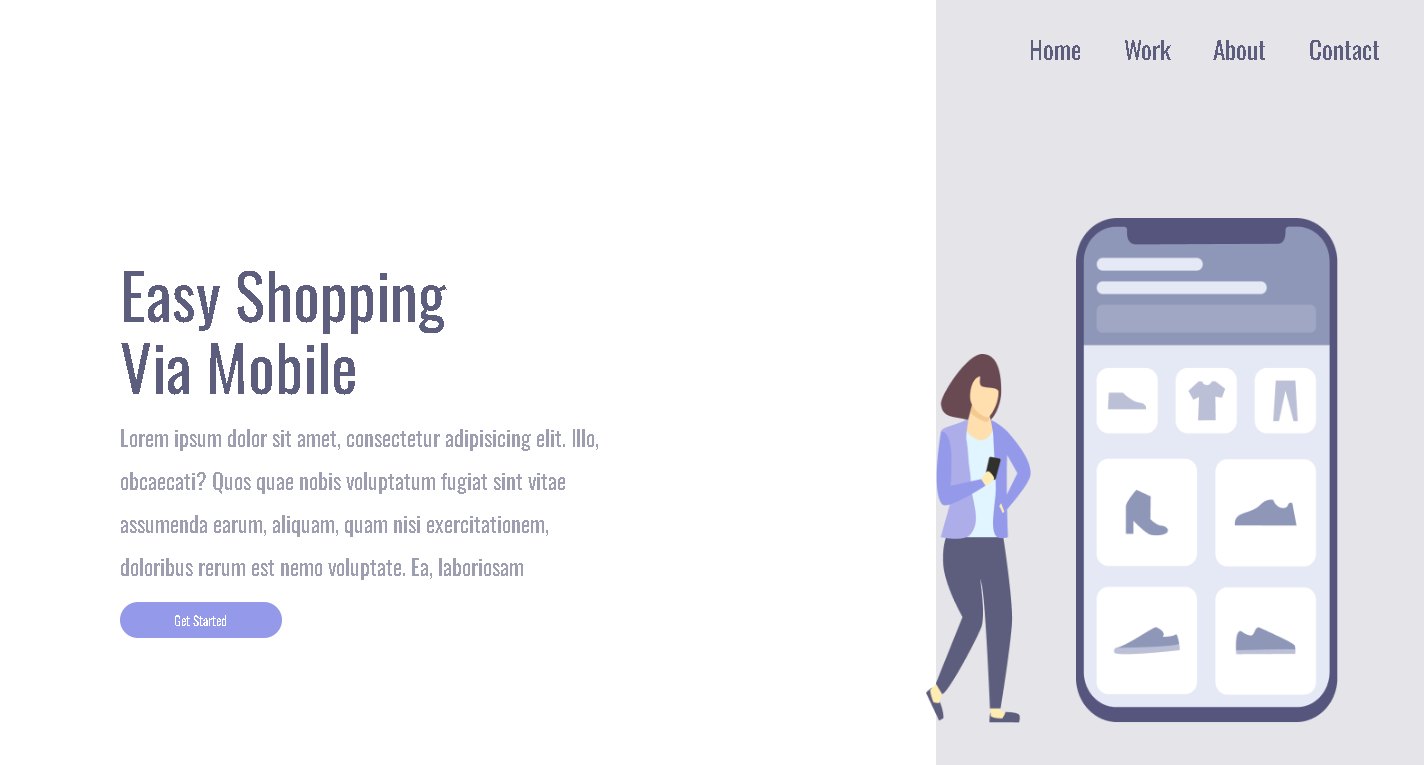 Home Work About Contact
Easy Shopping
Via Mobile
Lorem ipsum dolor sit amet, consectetur adipisicing elit. Illo,
obcaecati? Quos quae nobis voluptatum fugiat sint vitae
assumenda earum, aliquam, quam nisi exercitationem,
doloribus rerum est nemo voluptate. Ea, laboriosam
Get Started